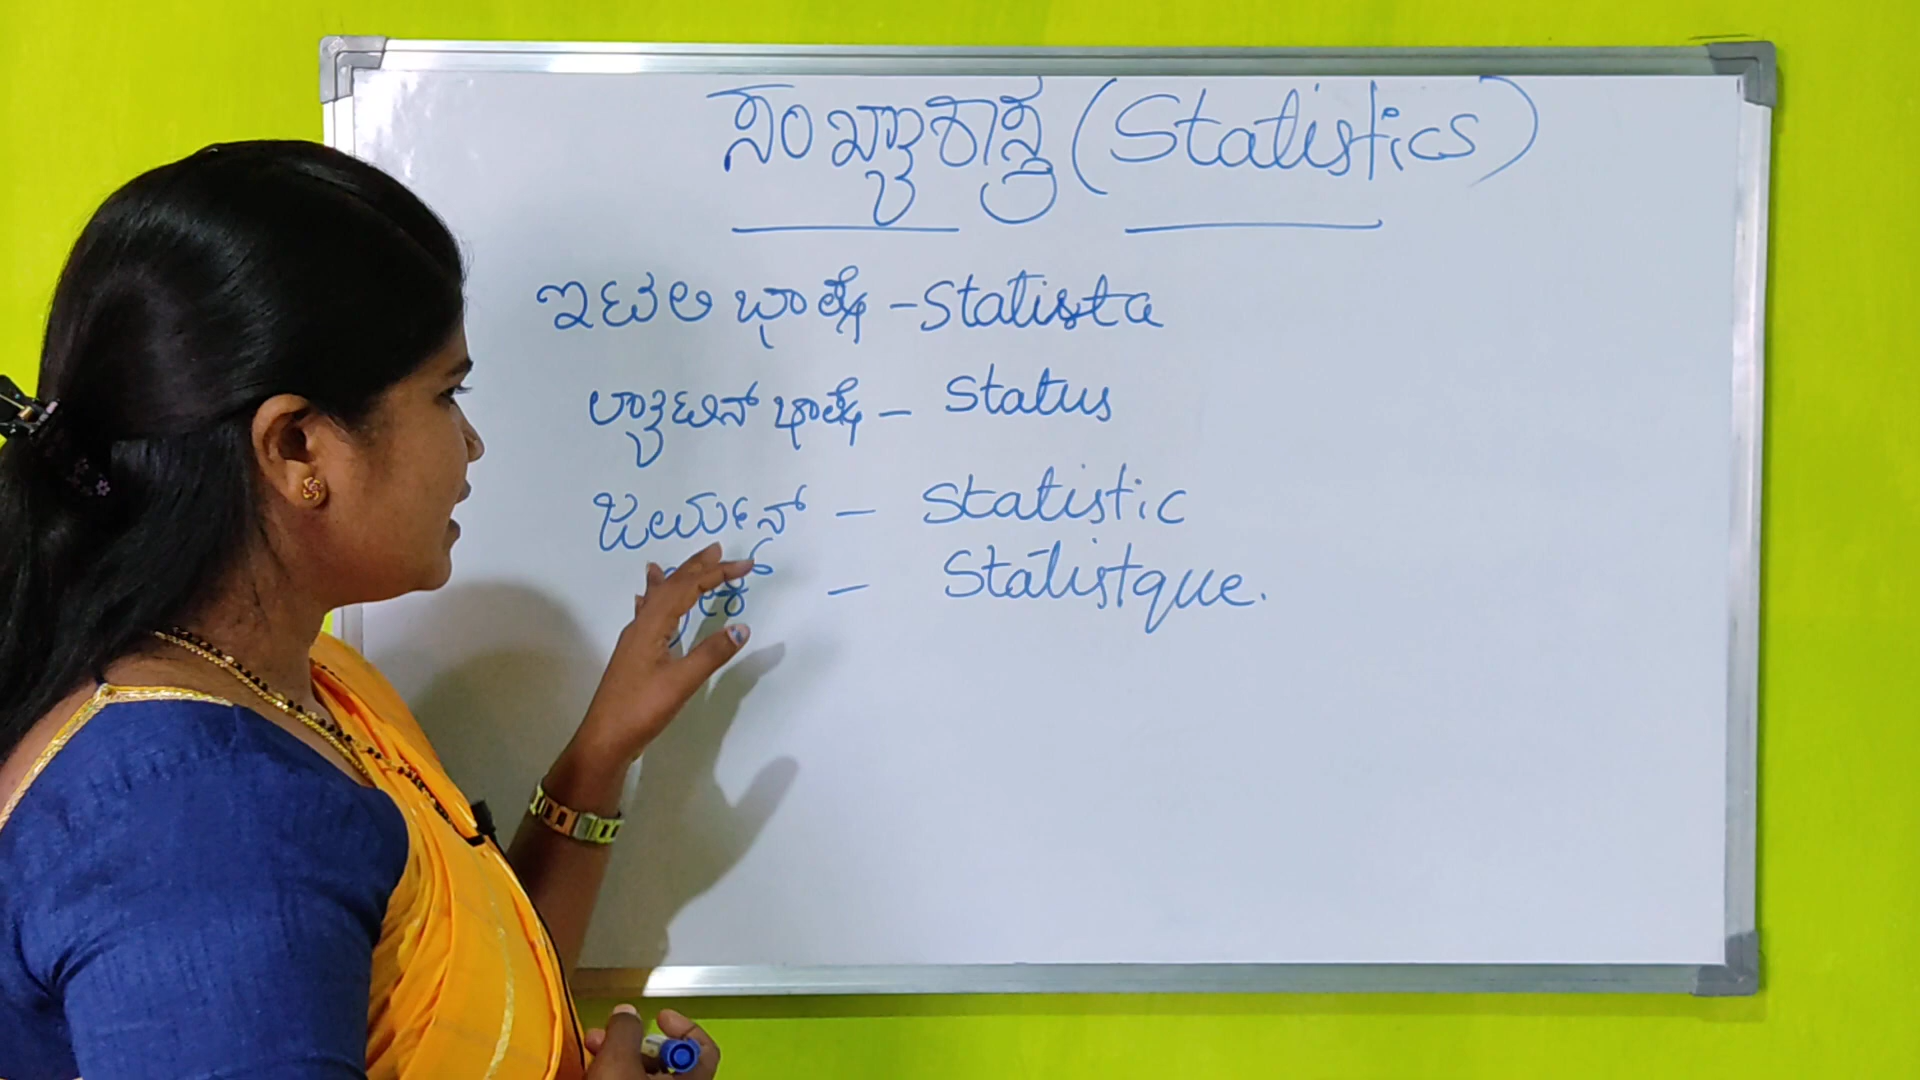 ಸಂಖ್ಯಾಶಾಸ್ತ್ರ (Statistics)
ಇಟಲಿ ಭಾಷೆ - Statista
ಲ್ಯಾಟಿನ್ ಭಾಷೆ - Status
ಜರ್ಮನ್ - Statistic
- Statistque.